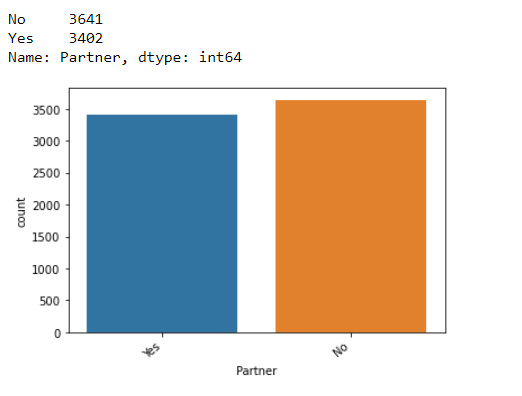 No     3641
Yes    3402
Name: Partner, dtype: int64
3500
3000
2500
2000
1500
1000
500
0
count
Yes No
Partner